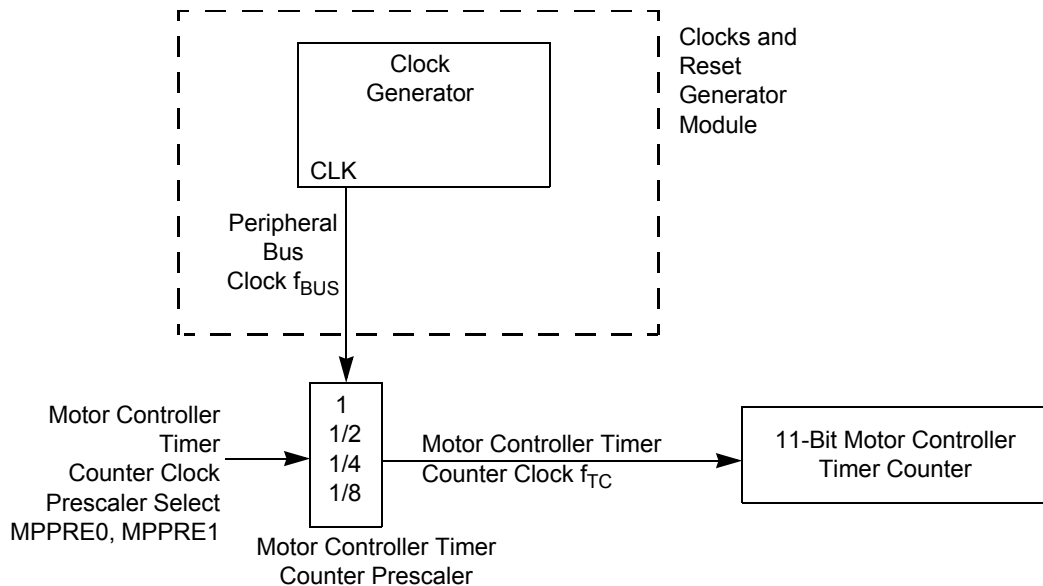 Clock
Generator
CLK
Clocks and
Reset
Generator
Module
Peripheral
Bus
Clock fBUS
Motor Controller
Timer
Counter Clock
Prescaler Select
MPPRE0, MPPRE1
1
1/2
1/4
1/8
Motor Controller Timer
Counter Prescaler
Motor Controller Timer
Counter Clock fTC
11-Bit Motor Controller
Timer Counter